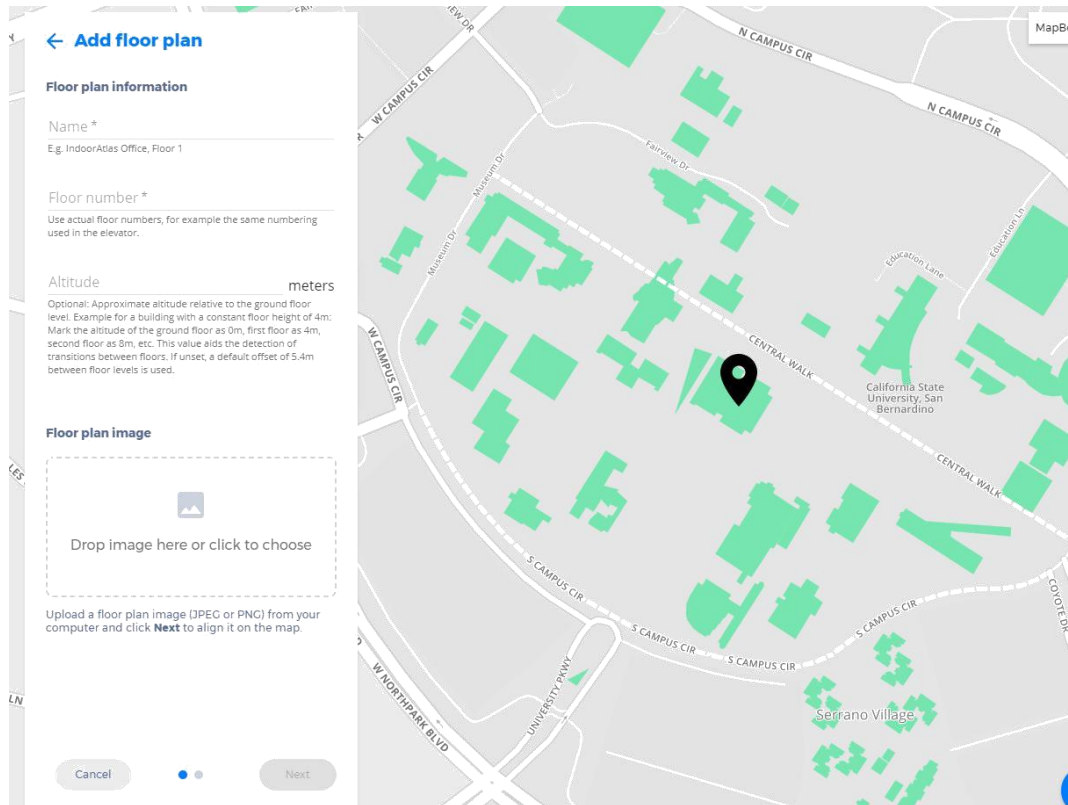 Add floor plan
Floor plan information
Name *
E.g. IndoorAtlas Office, Floor 1
Floor number *
Use actual floor numbers, for example the same numbering
used in the elevator.
Altitude
meters
Optional: Approximate altitude relative to the ground floor
level. Example for a building with a constant floor height of 4m:
Mark the altitude of the ground floor as 0m, first floor as 4m,
second floor as 8m, etc. This value aids the detection of
transitions between floors. If unset, a default offset of 5.4m
between floor levels is used.
Floor plan image
Drop image here or click to choose
Upload a floor plan image (JPEG or PNG) from your
computer and click Next to align it on the map.
Cancel
Next
W CAMPUS CIR
N CAMPUS CIR
N CAMPUS CIR
Fairview Dr
Museum Dr
Museum Dr
Education Ln
Education Lane
W CAMPUS CIR
CENTRAL WALK
California State
University, San
Bernardino
CENTRAL WALK
S CAMPUS CIR
S CAMPUS CIR
S CAMPUS CIR
S CAMPUS CIR
COYOTE DR
UNIVERSITY PKWY
W NORTHPARK BLVD
Serrano Village
LN